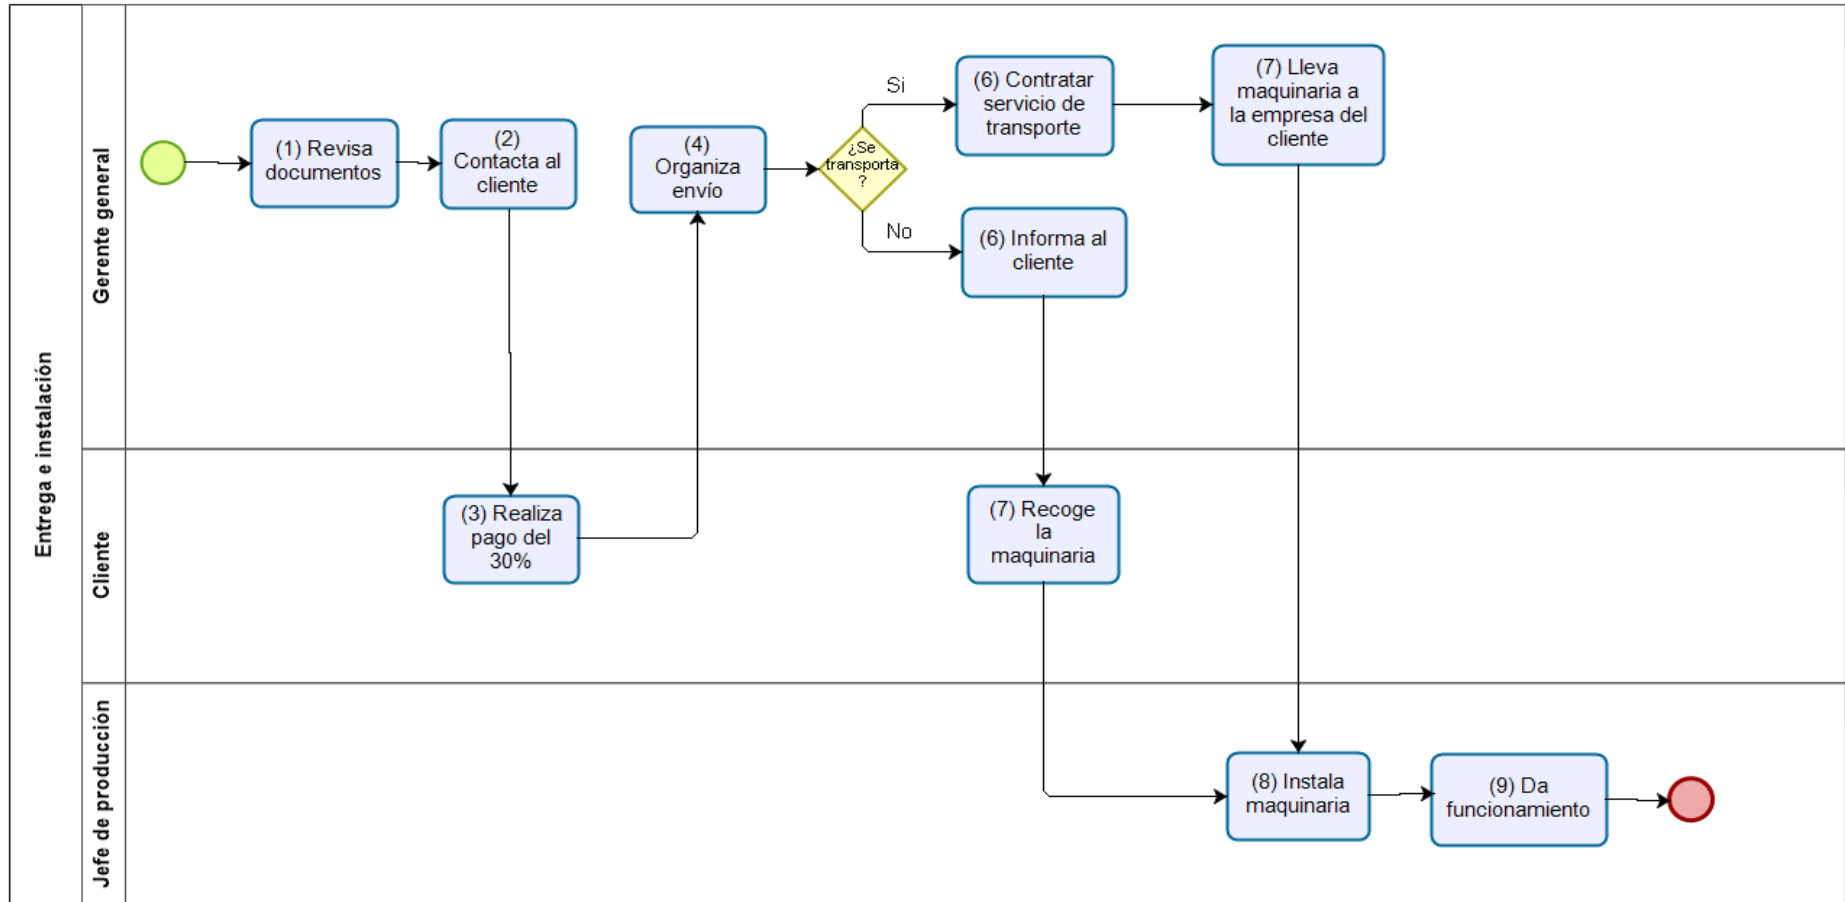 Entrega e instalación
Gerente general
(1) Revisa
documentos
(2)
Contacta al
cliente
(4)
Organiza
envío
¿Se
transporta
?
Si
No
(6) Contratar
servicio de
transporte
(7) Lleva
maquinaria a
la empresa del
cliente
(6) Informa al
cliente
Cliente
(3) Realiza
pago del
30%
(7) Recoge
la
maquinaria
Jefe de producción
(8) Instala
maquinaria
(9) Da
funcionamiento